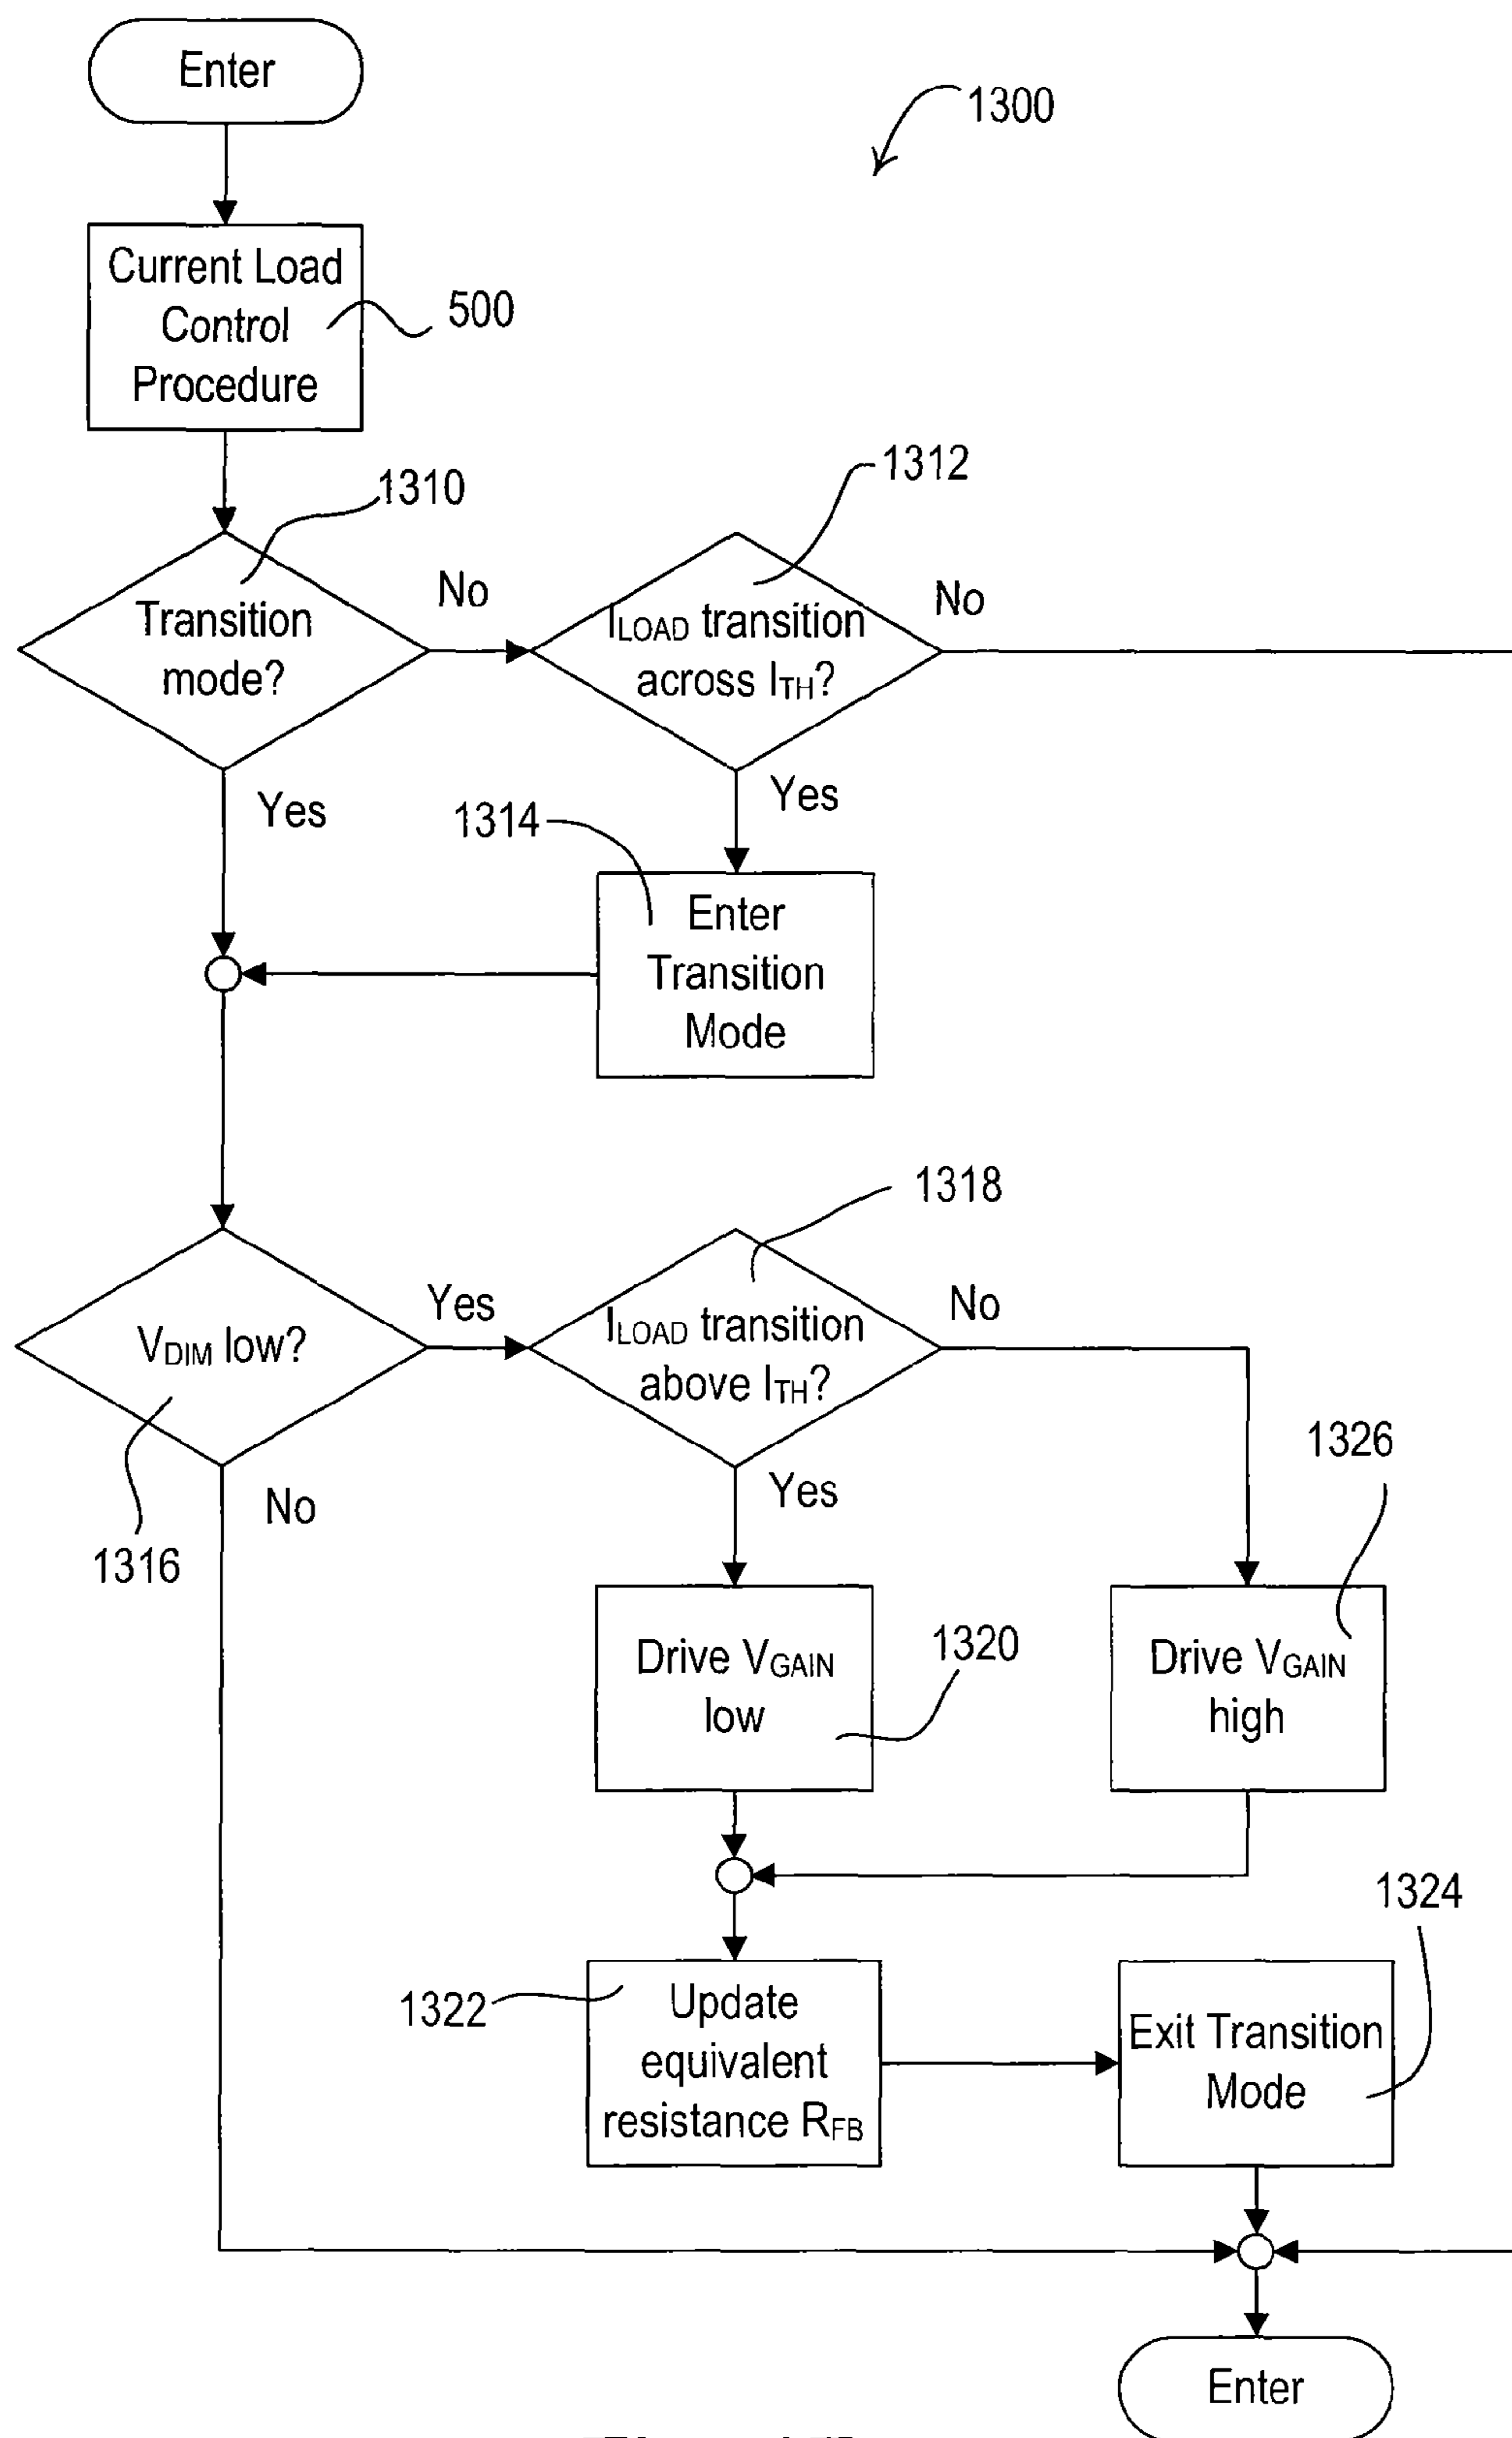 Enter
1300
Current Load
Control
Procedure
500
1310
1312
Transition
mode?
No
ILOAD transition
across ITH?
No
Yes
Yes
1314
Enter
Transition
Mode
1318
VDIM low?
Yes
ILOAD transition
above ITH?
No
1316
No
Yes
1326
Drive VGAIN
low
1320
Drive VGAIN
high
1324
1322
Update
equivalent
resistance RFB
Exit Transition
Mode
Enter